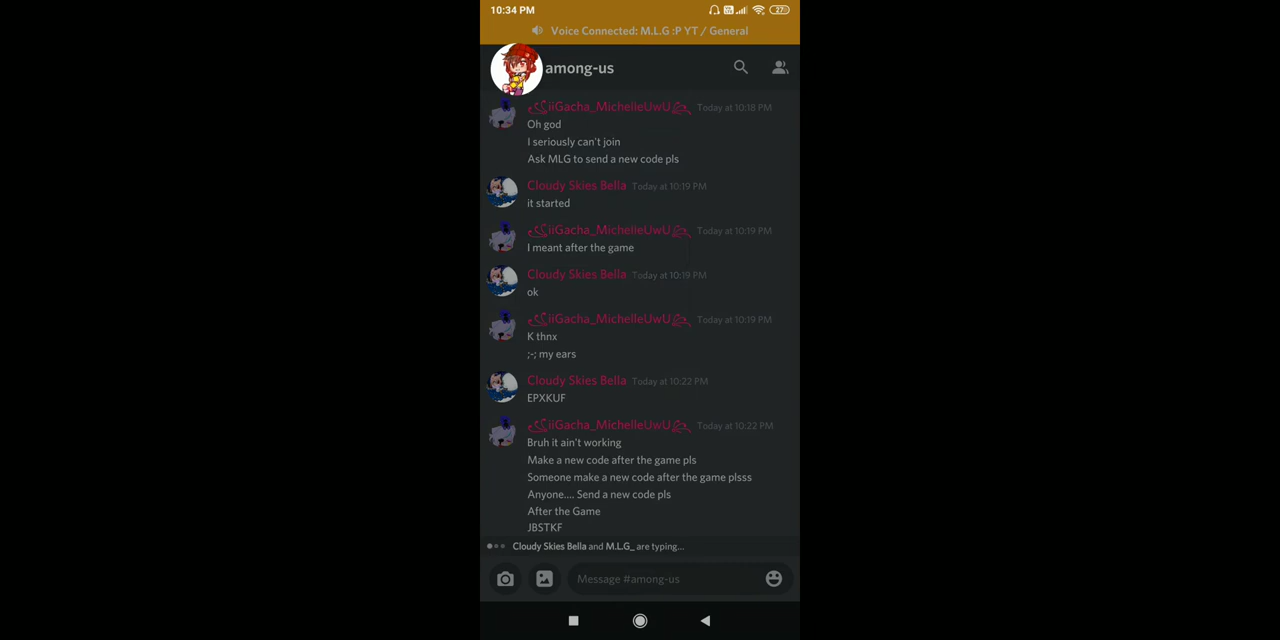 10:34 PM
27
Voice Connected: M.L.G :P YT / General
among-us
iiGacha_MichelleUwU Today at 10:18 PM
Oh god
I seriously can't join
Ask MLG to send a new code pls
Cloudy Skies Bella Today at 10:19 PM
it started
iiGacha_MichelleUwU Today at 10:19 PM
I meant after the game
Cloudy Skies Bella Today at 10:19 PM
ok
iiGacha_MichelleUwU Today at 10:19 PM
K thnx
;-; my ears
Cloudy Skies Bella Today at 10:22 PM
EPXKUF
iiGacha_MichelleUwU Today at 10:22 PM
Bruh it ain't working
Make a new code after the game pls
Someone make a new code after the game plsss
Anyone.... Send a new code pls
After the Game
JBSTKF
Cloudy Skies Bella and M.L.G_ are typing...
Message #among-us